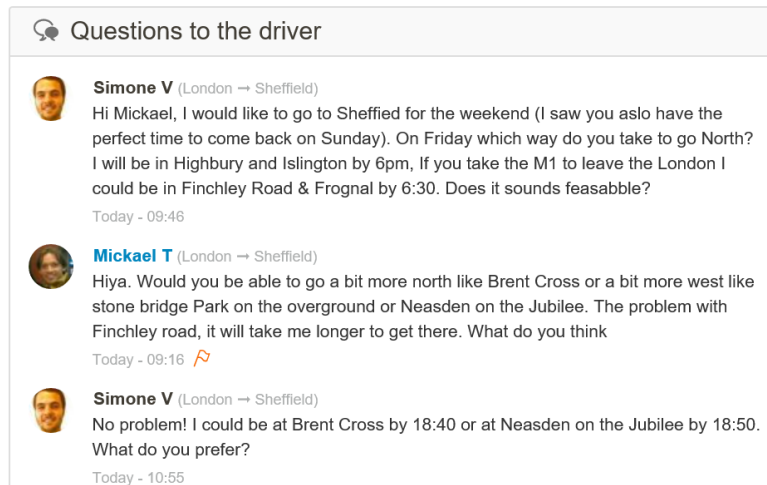 Questions to the driver
Simone V (London → Sheffield)
Hi Mickael, I would like to go to Sheffied for the weekend (I saw you aslo have the
perfect time to come back on Sunday). On Friday which way do you take to go North?
I will be in Highbury and Islington by 6pm, If you take the M1 to leave the London I
could be in Finchley Road & Frognal by 6:30. Does it sounds feasabble?
Today - 09:46
Mickael T (London → Sheffield)
Hiya. Would you be able to go a bit more north like Brent Cross or a bit more west like
stone bridge Park on the overground or Neasden on the Jubilee. The problem with
Finchley road, it will take me longer to get there. What do you think
Today - 09:16
Simone V (London → Sheffield)
No problem! I could be at Brent Cross by 18:40 or at Neasden on the Jubilee by 18:50.
What do you prefer?
Today - 10:55